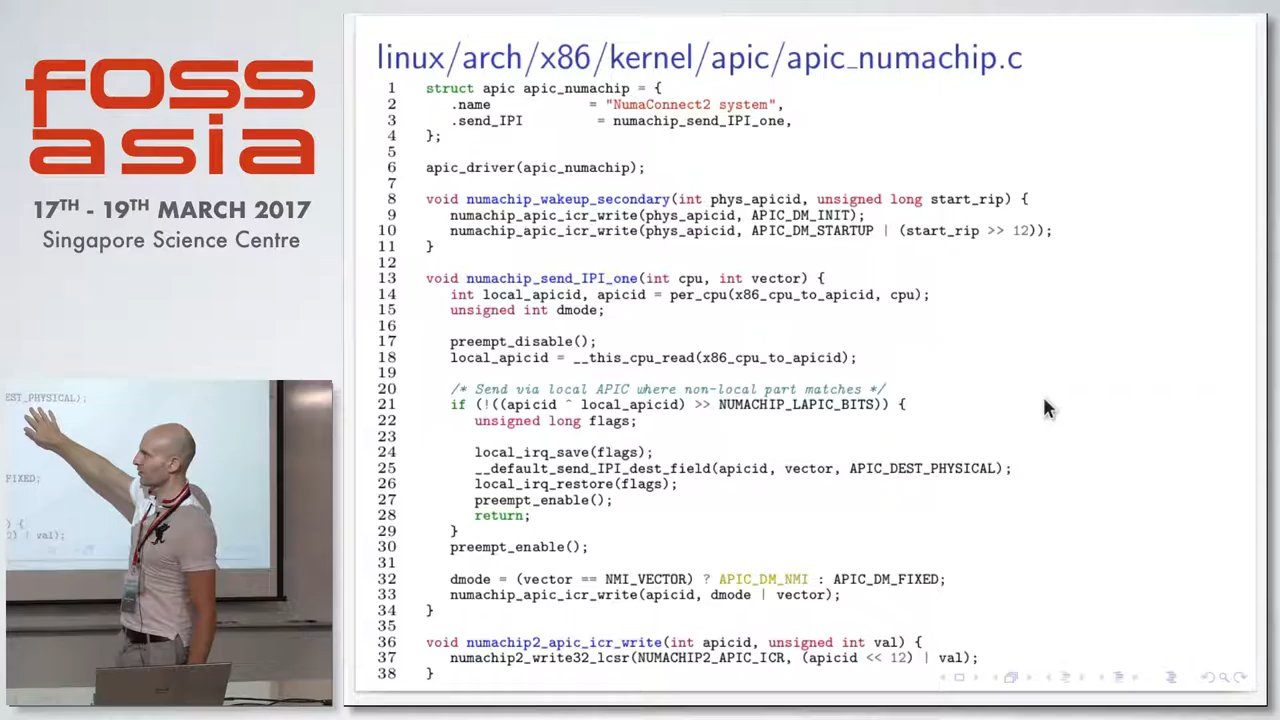 foss
asia
17TH - 19TH MARCH 2017
Singapore Science Centre
linux/arch/x86/kernel/apic/apic_numachip.c
1 struct apic apic_numachip = {
2 .name = "NumaConnect2 system",
3 .send_IPI = numachip_send_IPI_one,
4 };
5
6 apic_driver(apic_numachip);
7
8 void numachip_wakeup_secondary(int phys_apicid, unsigned long start_rip) {
9 numachip_apic_icr_write(phys_apicid, APIC_DM_INIT);
10 numachip_apic_icr_write(phys_apicid, APIC_DM_STARTUP | (start_rip >> 12));
11 }
12
13 void numachip_send_IPI_one(int cpu, int vector) {
14 int local_apicid, apicid = per_cpu(x86_cpu_to_apicid, cpu);
15 unsigned int dmode;
16
17 preempt_disable();
18 local_apicid = __this_cpu_read(x86_cpu_to_apicid);
19
20 /* Send via local APIC where non-local part matches */
21 if (!((apicid ^ local_apicid) >> NUMACHIP_LAPIC_BITS)) {
22 unsigned long flags;
23
24 local_irq_save(flags);
25 __default_send_IPI_dest_field(apicid, vector, APIC_DEST_PHYSICAL);
26 local_irq_restore(flags);
27 preempt_enable();
28 return;
29 }
30 preempt_enable();
31
32 dmode = (vector == NMI_VECTOR) ? APIC_DM_NMI : APIC_DM_FIXED;
33 numachip_apic_icr_write(apicid, dmode | vector);
34 }
35
36 void numachip2_apic_icr_write(int apicid, unsigned int val) {
37 numachip2_write32_lcsr(NUMACHIP2_APIC_ICR, (apicid << 12) | val);
38 }
EST_PHYSICAL);
FIXED;
) {
2) | val);